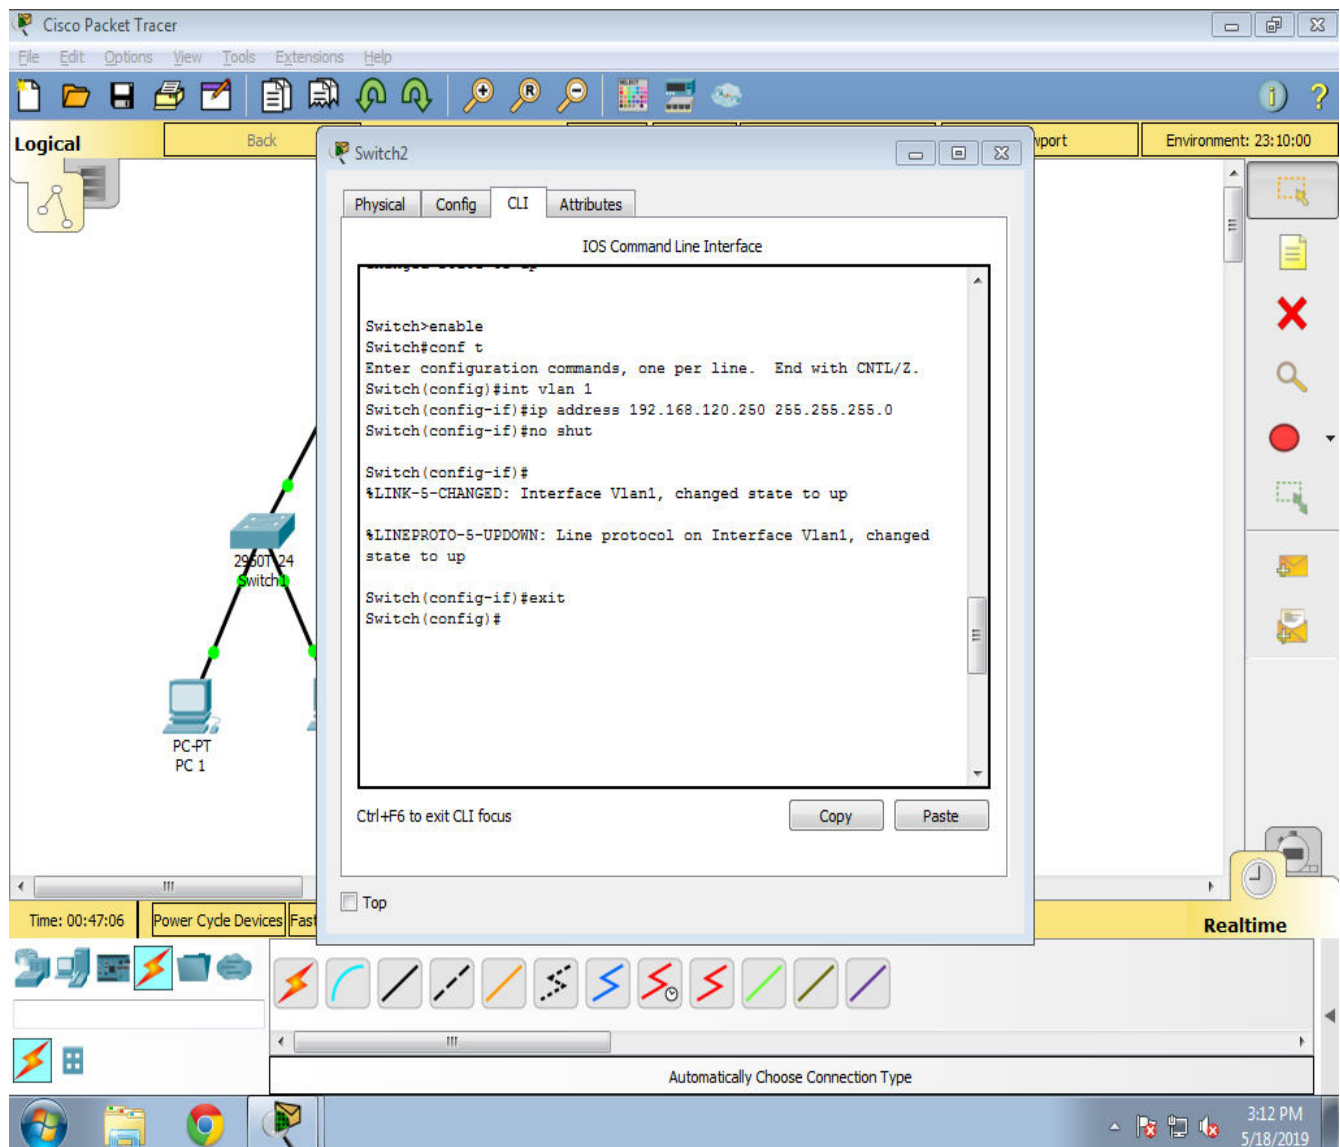 Cisco Packet Tracer
File Edit Options View Tools Extensions Help
Logical
Back
Environment: 23:10:00
Switch2
Physical Config CLI Attributes
IOS Command Line Interface
Switch>enable
Switch#conf t
Enter configuration commands, one per line. End with CNTL/Z.
Switch(config)#int vlan 1
Switch(config-if)#ip address 192.168.120.250 255.255.255.0
Switch(config-if)#no shut
Switch(config-if)#
%LINK-5-CHANGED: Interface Vlan1, changed state to up
%LINEPROTO-5-UPDOWN: Line protocol on Interface Vlan1, changed
state to up
Switch(config-if)#exit
Switch(config)#
2950T-24
Switch1
PC-PT
PC 1
Ctrl+F6 to exit CLI focus
Copy
Paste
Top
Time: 00:47:06
Power Cycle Devices
Realtime
Automatically Choose Connection Type
3:12 PM
5/18/2019